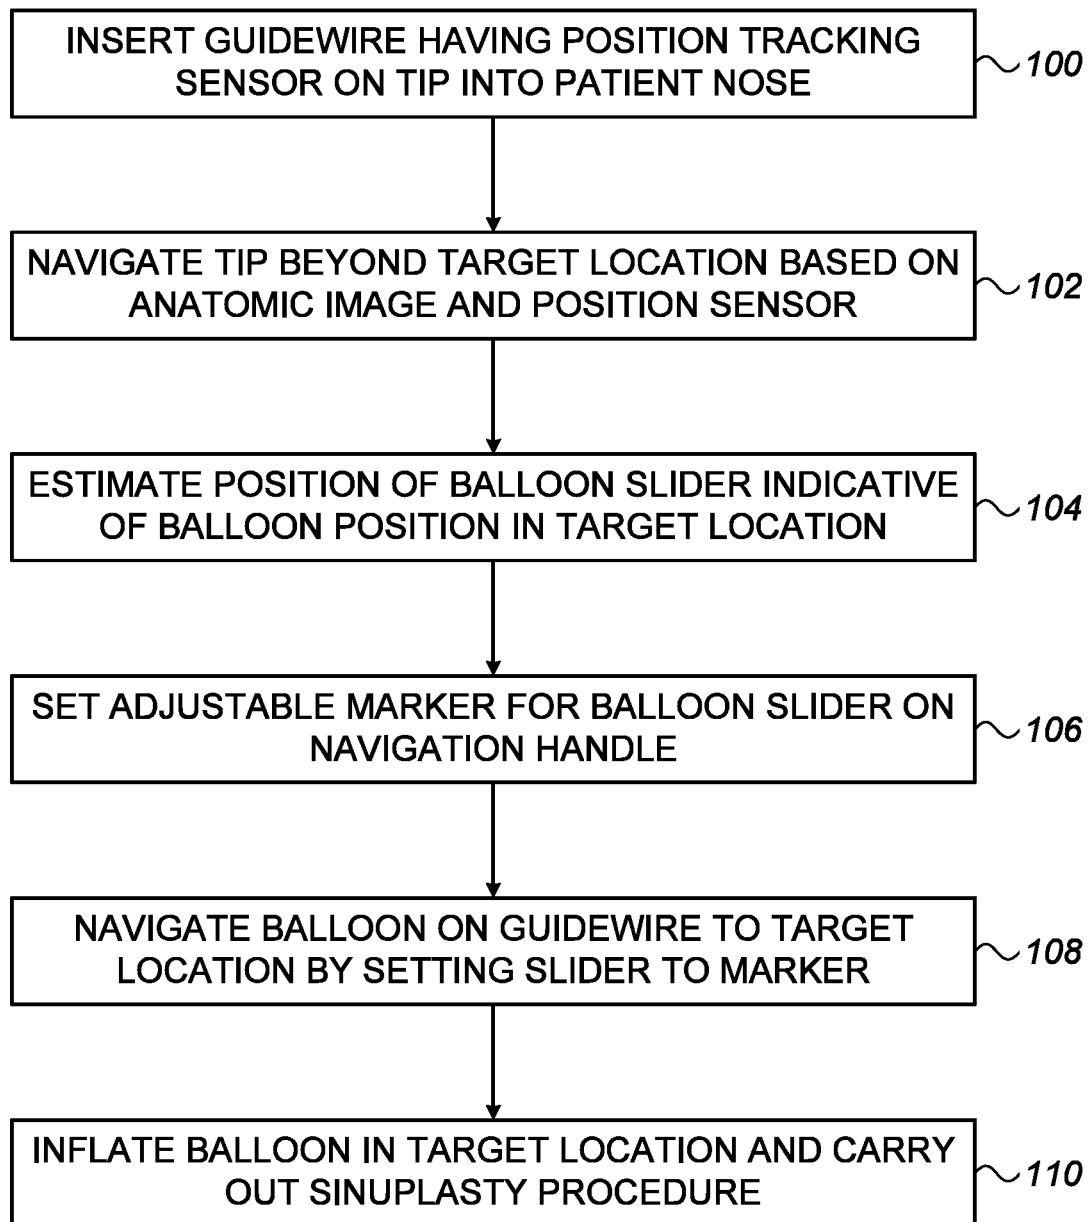 INSERT GUIDEWIRE HAVING POSITION TRACKING
SENSOR ON TIP INTO PATIENT NOSE
100
NAVIGATE TIP BEYOND TARGET LOCATION BASED ON
ANATOMIC IMAGE AND POSITION SENSOR
102
ESTIMATE POSITION OF BALLOON SLIDER INDICATIVE
OF BALLOON POSITION IN TARGET LOCATION
104
SET ADJUSTABLE MARKER FOR BALLOON SLIDER ON
NAVIGATION HANDLE
106
NAVIGATE BALLOON ON GUIDEWIRE TO TARGET
LOCATION BY SETTING SLIDER TO MARKER
108
INFLATE BALLOON IN TARGET LOCATION AND CARRY
OUT SINUPLASTY PROCEDURE
110